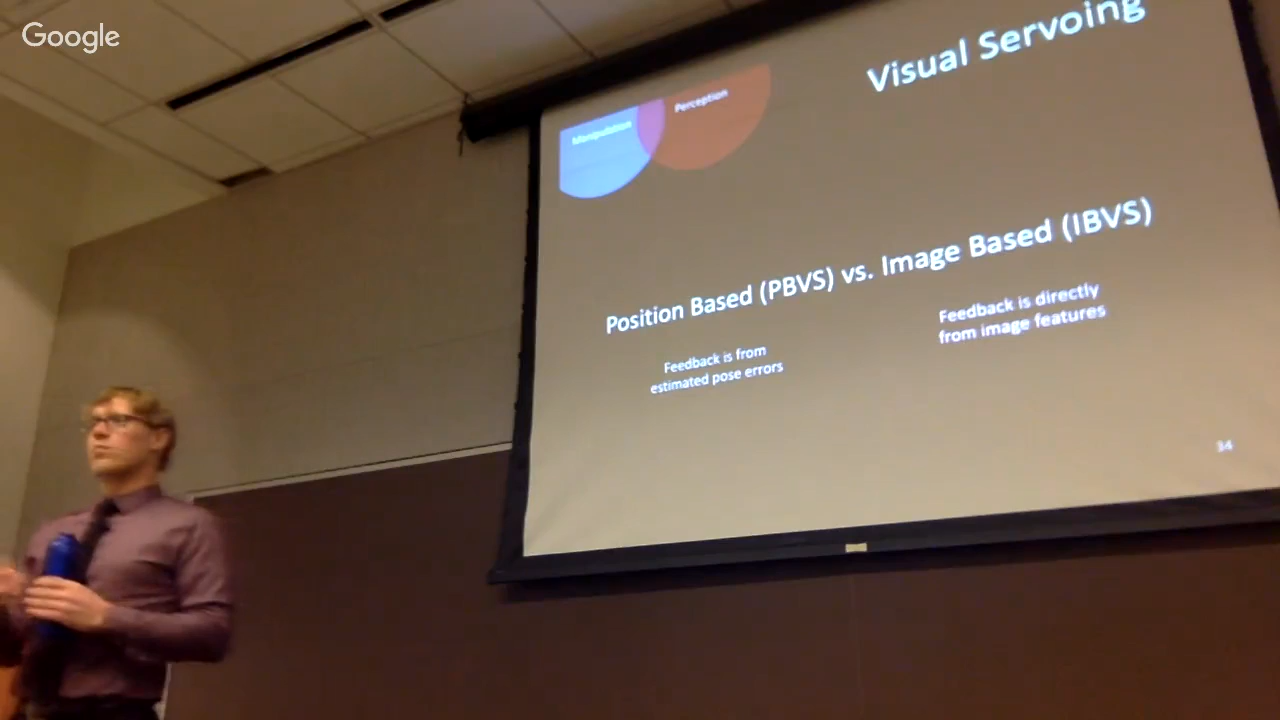 Google
Visual Servoing
Manipulation
Perception
Position Based (PBVS) vs. Image Based (IBVS)
Feedback is from
estimated pose errors
Feedback is directly
from image features
34